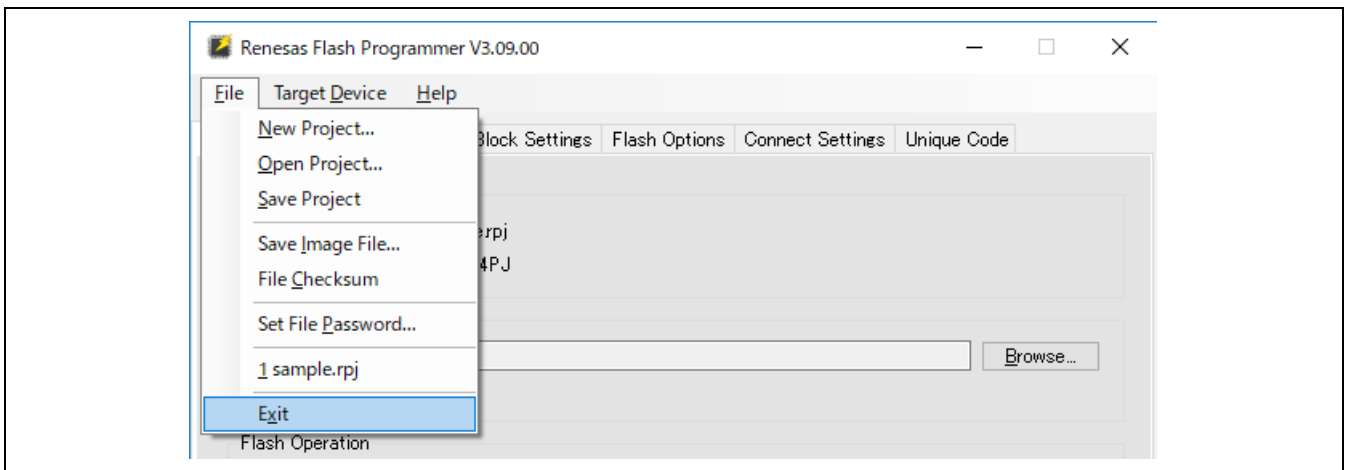 Renesas Flash Programmer V3.09.00
File Target Device Help
New Project...
Block Settings Flash Options Connect Settings Unique Code
Open Project...
Save Project
e.rpj
Save Image File...
4PJ
File Checksum
Set File Password...
Browse...
1 sample.rpj
Exit
Flash Operation